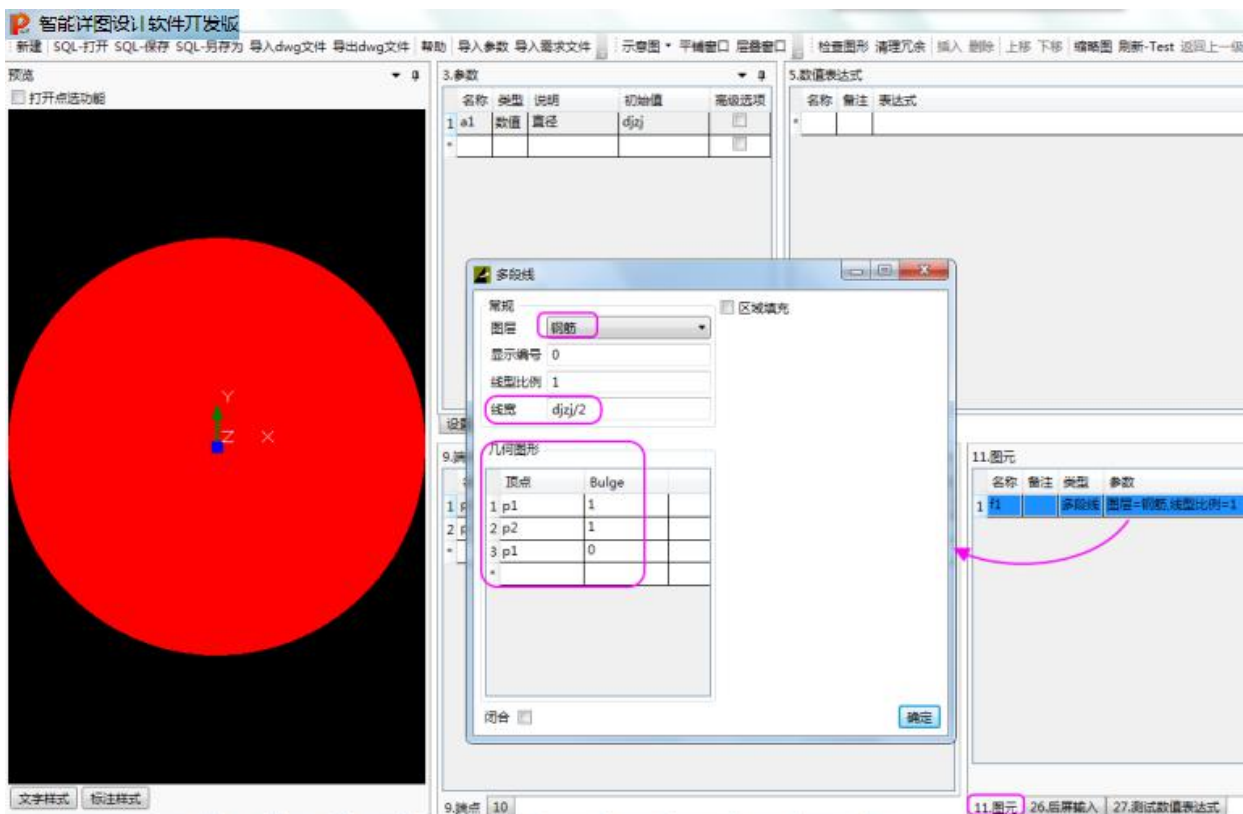 智能详图设计软件开发版
新建 SQL-打开 SQL-保存 SQL-另存为 导入dwg文件 导出dwg文件 帮助 导入参数 导入需求文件 示意图 平铺窗口 层叠窗口 检查图形 清理冗余 插入 删除 上移 下移 缩略图 刷新-Test 返回上一级
预览 3.参数 5.数值表达式
打开点选功能
名称 类型 说明 初始值 高级选项 名称 备注 表达式
1 a1 数值 直径 djzj *
*
多段线
常规 区域填充
图层 钢筋
显示编号 0
线型比例 1
线宽 djzj/2
Y
Z X
几何图形
11.图元
顶点 Bulge 名称 备注 类型 参数
1 p1 1 1 f1 多段线 图层=钢筋,线型比例=1
2 p2 1
3 p1 0
*
闭合 确定
文字样式 标注样式 9.端点 10 11.图元 26.后屏输入 27.测试数值表达式